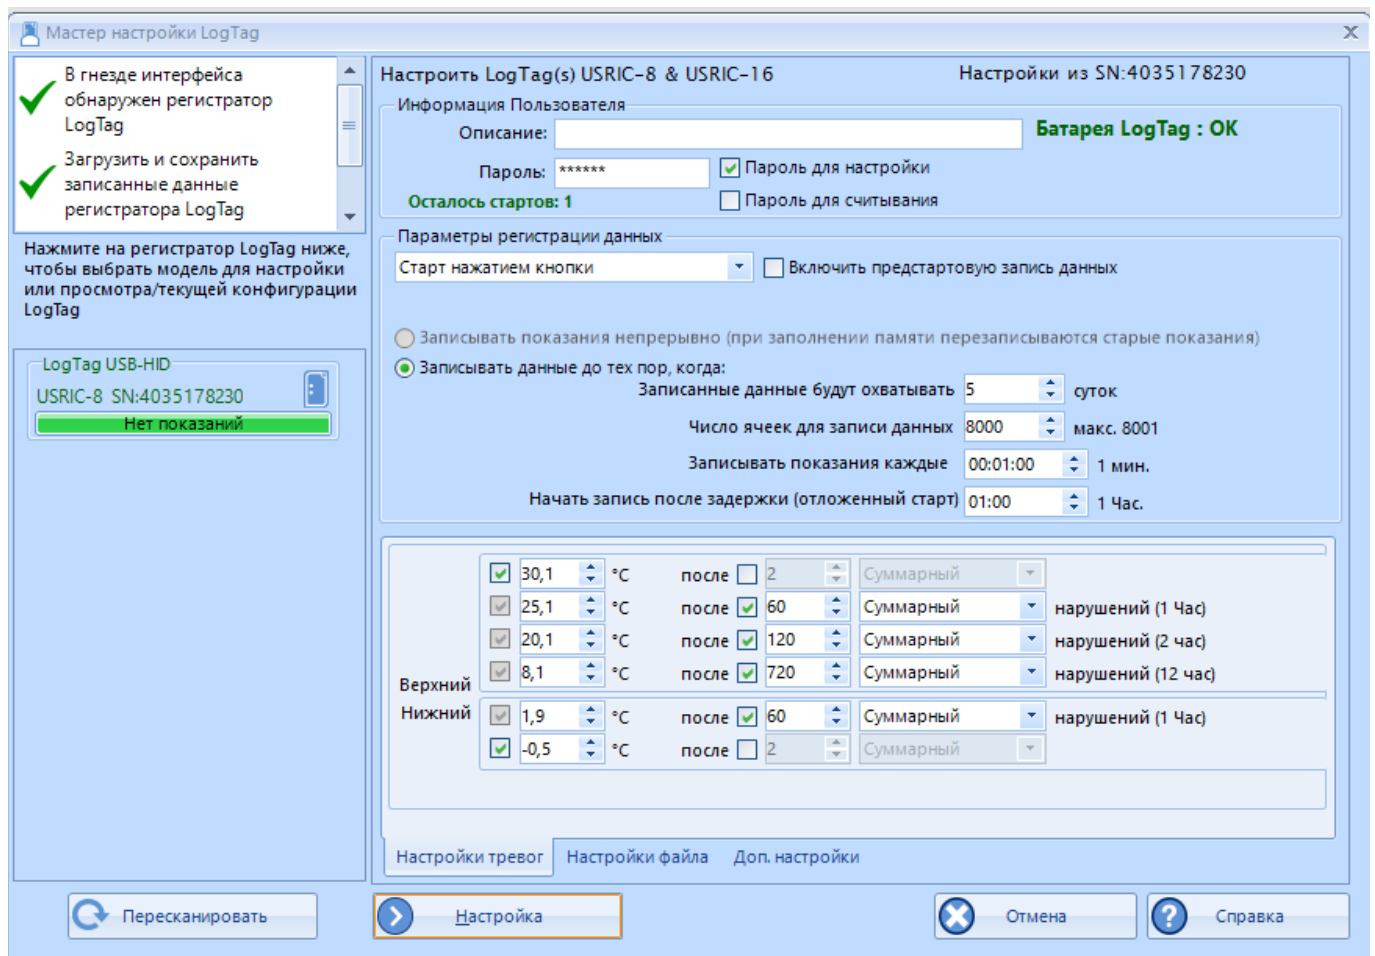 Мастер настройки LogTag
X
В гнезде интерфейса
обнаружен регистратор
LogTag
Загрузить и сохранить
записанные данные
регистратора LogTag
Нажмите на регистратор LogTag ниже,
чтобы выбрать модель для настройки
или просмотра/текущей конфигурации
LogTag
LogTag USB-HID
USRIC-8 SN:4035178230
Нет показаний
Настроить LogTag(s) USRIC-8 & USRIC-16 Настройки из SN:4035178230
Информация Пользователя
Описание: Батарея LogTag : OK
Пароль: ****** Пароль для настройки
Осталось стартов: 1 Пароль для считывания
Параметры регистрации данных
Старт нажатием кнопки Включить предстартовую запись данных
Записывать показания непрерывно (при заполнении памяти перезаписываются старые показания)
Записывать данные до тех пор, когда:
Записанные данные будут охватывать 5 суток
Число ячеек для записи данных 8000 макс. 8001
Записывать показания каждые 00:01:00 1 мин.
Начать запись после задержки (отложенный старт) 01:00 1 Час.
30,1 °C после 2 Суммарный
25,1 °C после 60 Суммарный нарушений (1 Час)
20,1 °C после 120 Суммарный нарушений (2 час)
8,1 °C после 720 Суммарный нарушений (12 час)
Верхний
Нижний 1,9 °C после 60 Суммарный нарушений (1 Час)
-0,5 °C после 2 Суммарный
Настройки тревог Настройки файла Доп. настройки
Пересканировать Настройка Отмена Справка